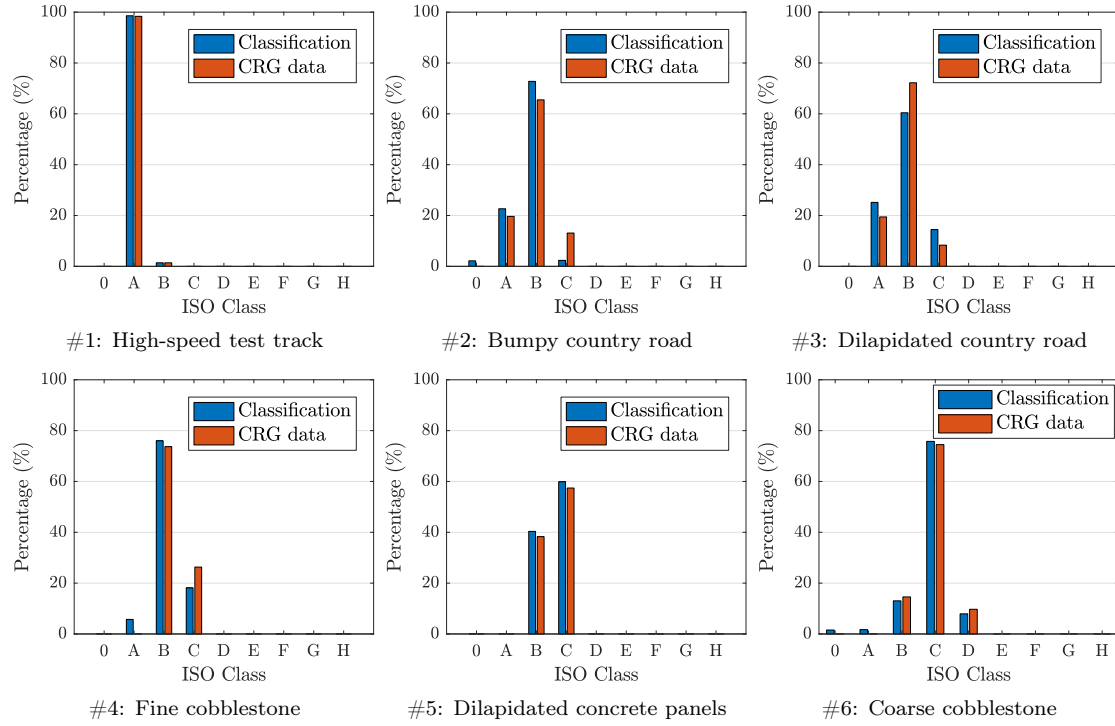 100
80
60
40
20
0
Percentage (%)
Classification
CRG data
0 A B C D E F G H
ISO Class
#1: High-speed test track
100
80
60
40
20
0
Percentage (%)
Classification
CRG data
0 A B C D E F G H
ISO Class
#2: Bumpy country road
100
80
60
40
20
0
Percentage (%)
Classification
CRG data
0 A B C D E F G H
ISO Class
#3: Dilapidated country road
100
80
60
40
20
0
Percentage (%)
Classification
CRG data
0 A B C D E F G H
ISO Class
#4: Fine cobblestone
100
80
60
40
20
0
Percentage (%)
Classification
CRG data
0 A B C D E F G H
ISO Class
#5: Dilapidated concrete panels
100
80
60
40
20
0
Percentage (%)
Classification
CRG data
0 A B C D E F G H
ISO Class
#6: Coarse cobblestone